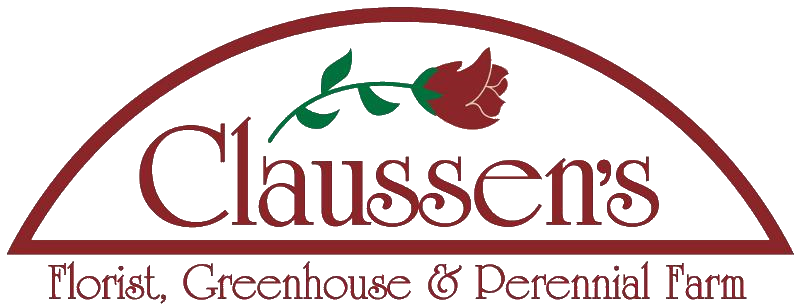 Claussen's
Florist, Greenhouse & Perennial Farm